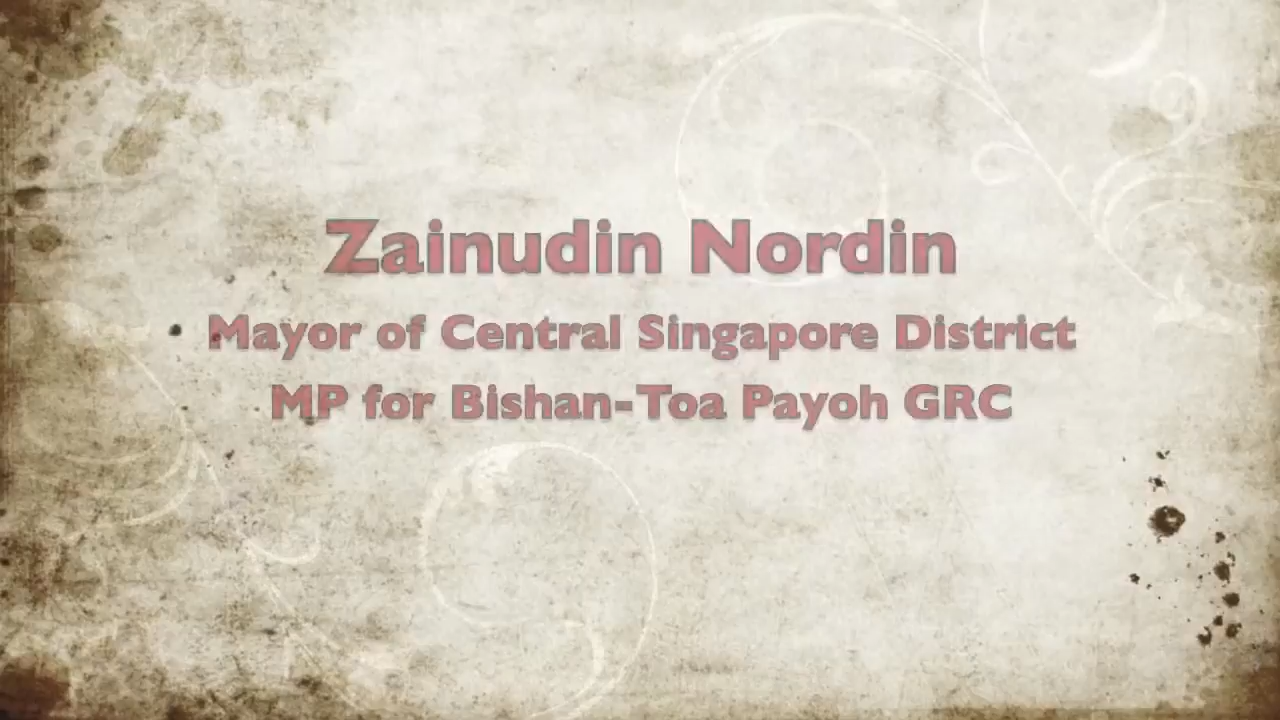 Zainudin Nordin
Mayor of Central Singapore District
MP for Bishan-Toa Payoh GRC